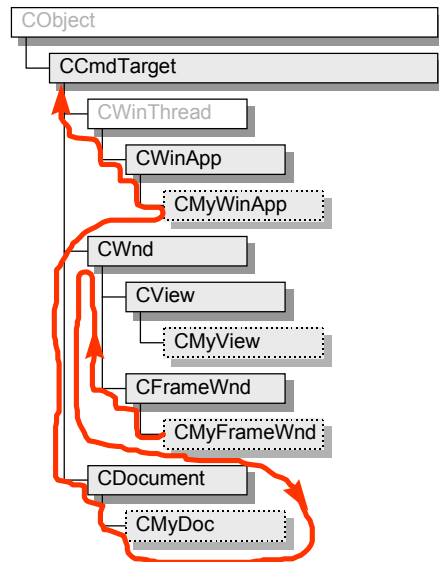 CObject
CCmdTarget
CWinThread
CWinApp
CMyWinApp
CWnd
CView
CMyView
CFrameWnd
CMyFrameWnd
CDocument
CMyDoc